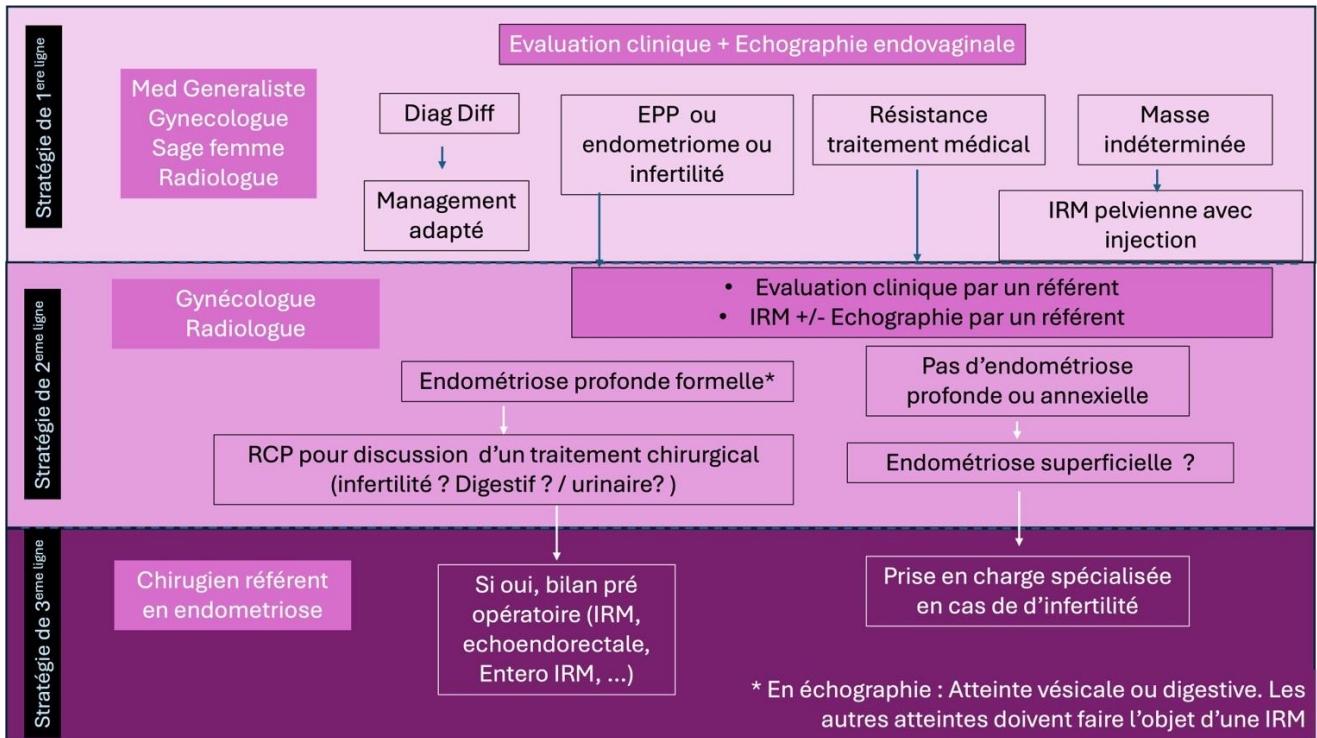 Stratégie de 1ere ligne
Evaluation clinique + Echographie endovaginale
Med Generaliste
Gynecologue
Sage femme
Radiologue
Diag Diff
Management
adapté
EPP ou
endometriome ou
infertilité
Résistance
traitement médical
Masse
indéterminée
IRM pelvienne avec
injection
Stratégie de 2eme ligne
Gynécologue
Radiologue
• Evaluation clinique par un référent
• IRM +/- Echographie par un référent
Endométriose profonde formelle*
RCP pour discussion d'un traitement chirurgical
(infertilité ? Digestif ? / urinaire? )
Pas d'endométriose
profonde ou annexielle
Endométriose superficielle ?
Stratégie de 3eme ligne
Chirugien référent
en endometriose
Si oui, bilan pré
opératoire (IRM,
echoendorectale,
Entero IRM, ...)
Prise en charge spécialisée
en cas de d'infertilité
* En échographie : Atteinte vésicale ou digestive. Les
autres atteintes doivent faire l'objet d'une IRM